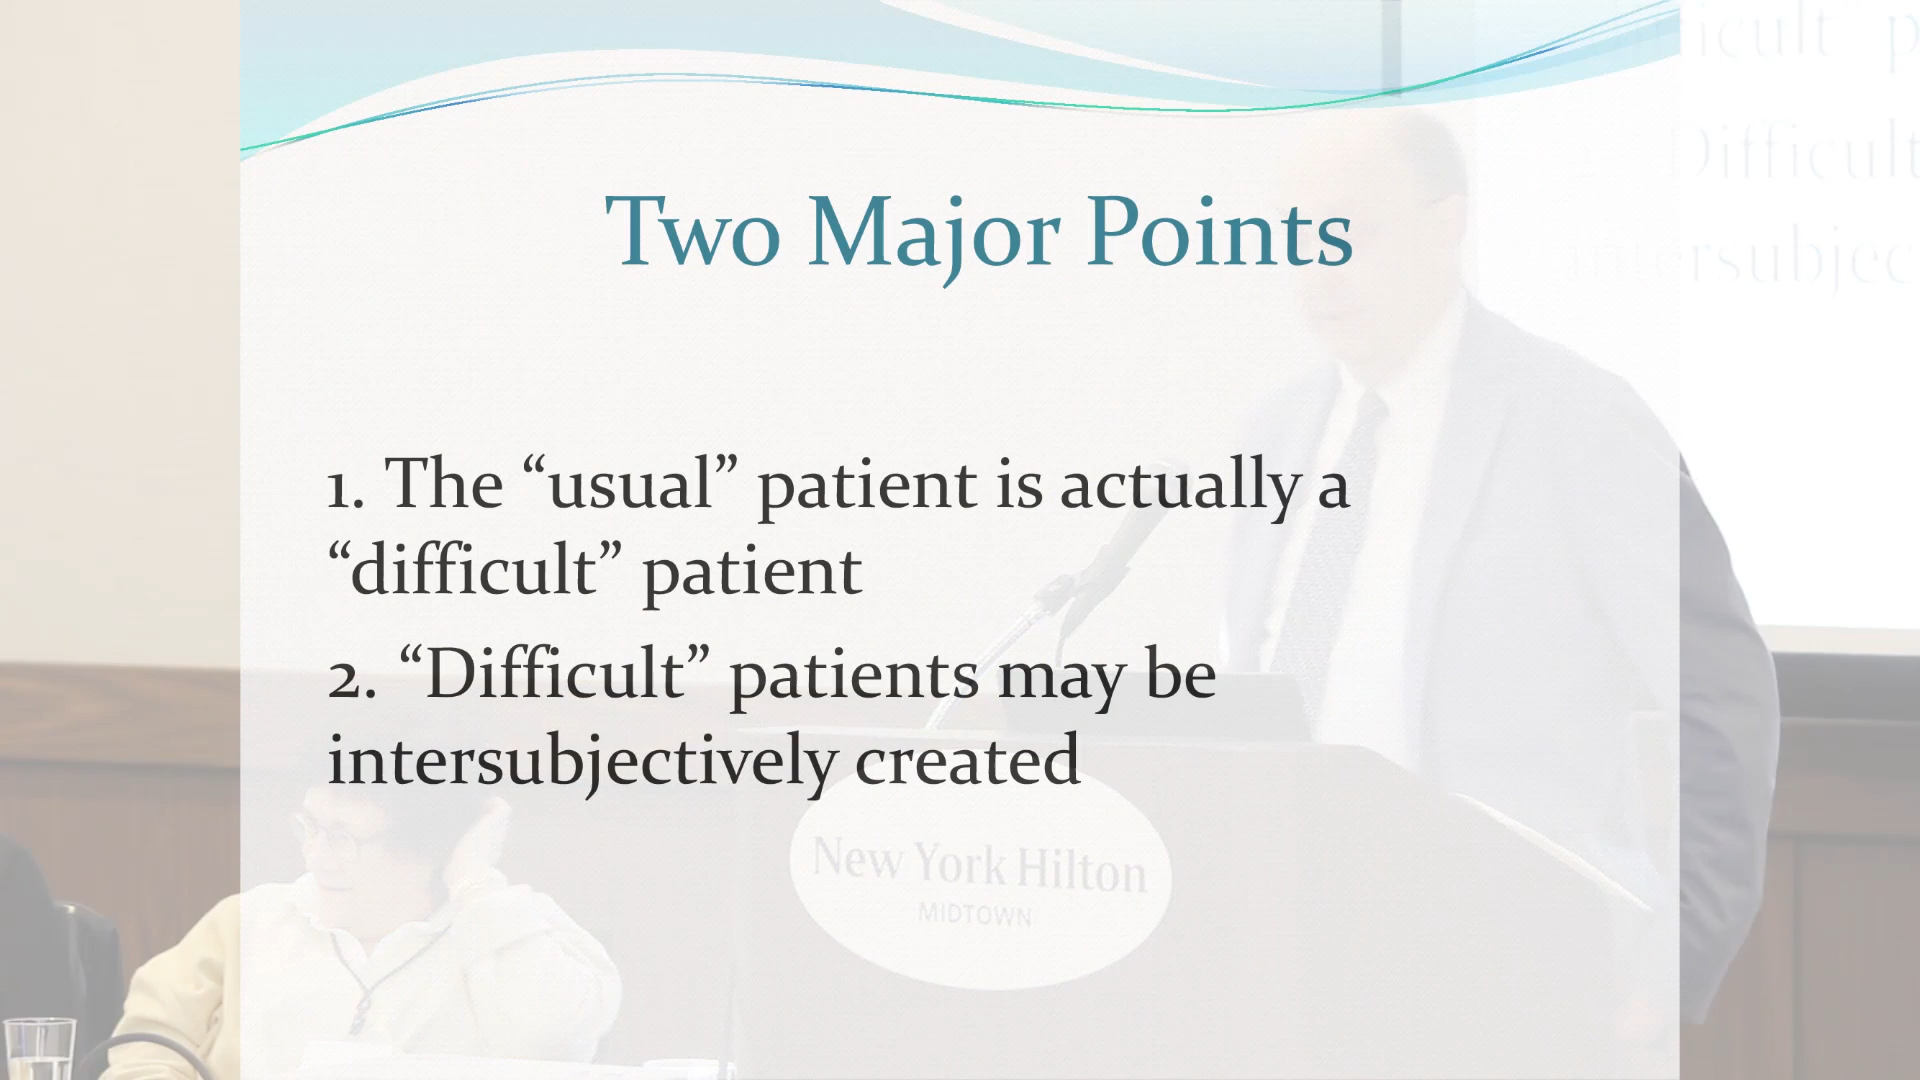 Two Major Points
1. The “usual” patient is actually a
“difficult” patient
2. “Difficult” patients may be
intersubjectively created
New York Hilton
MIDTOWN